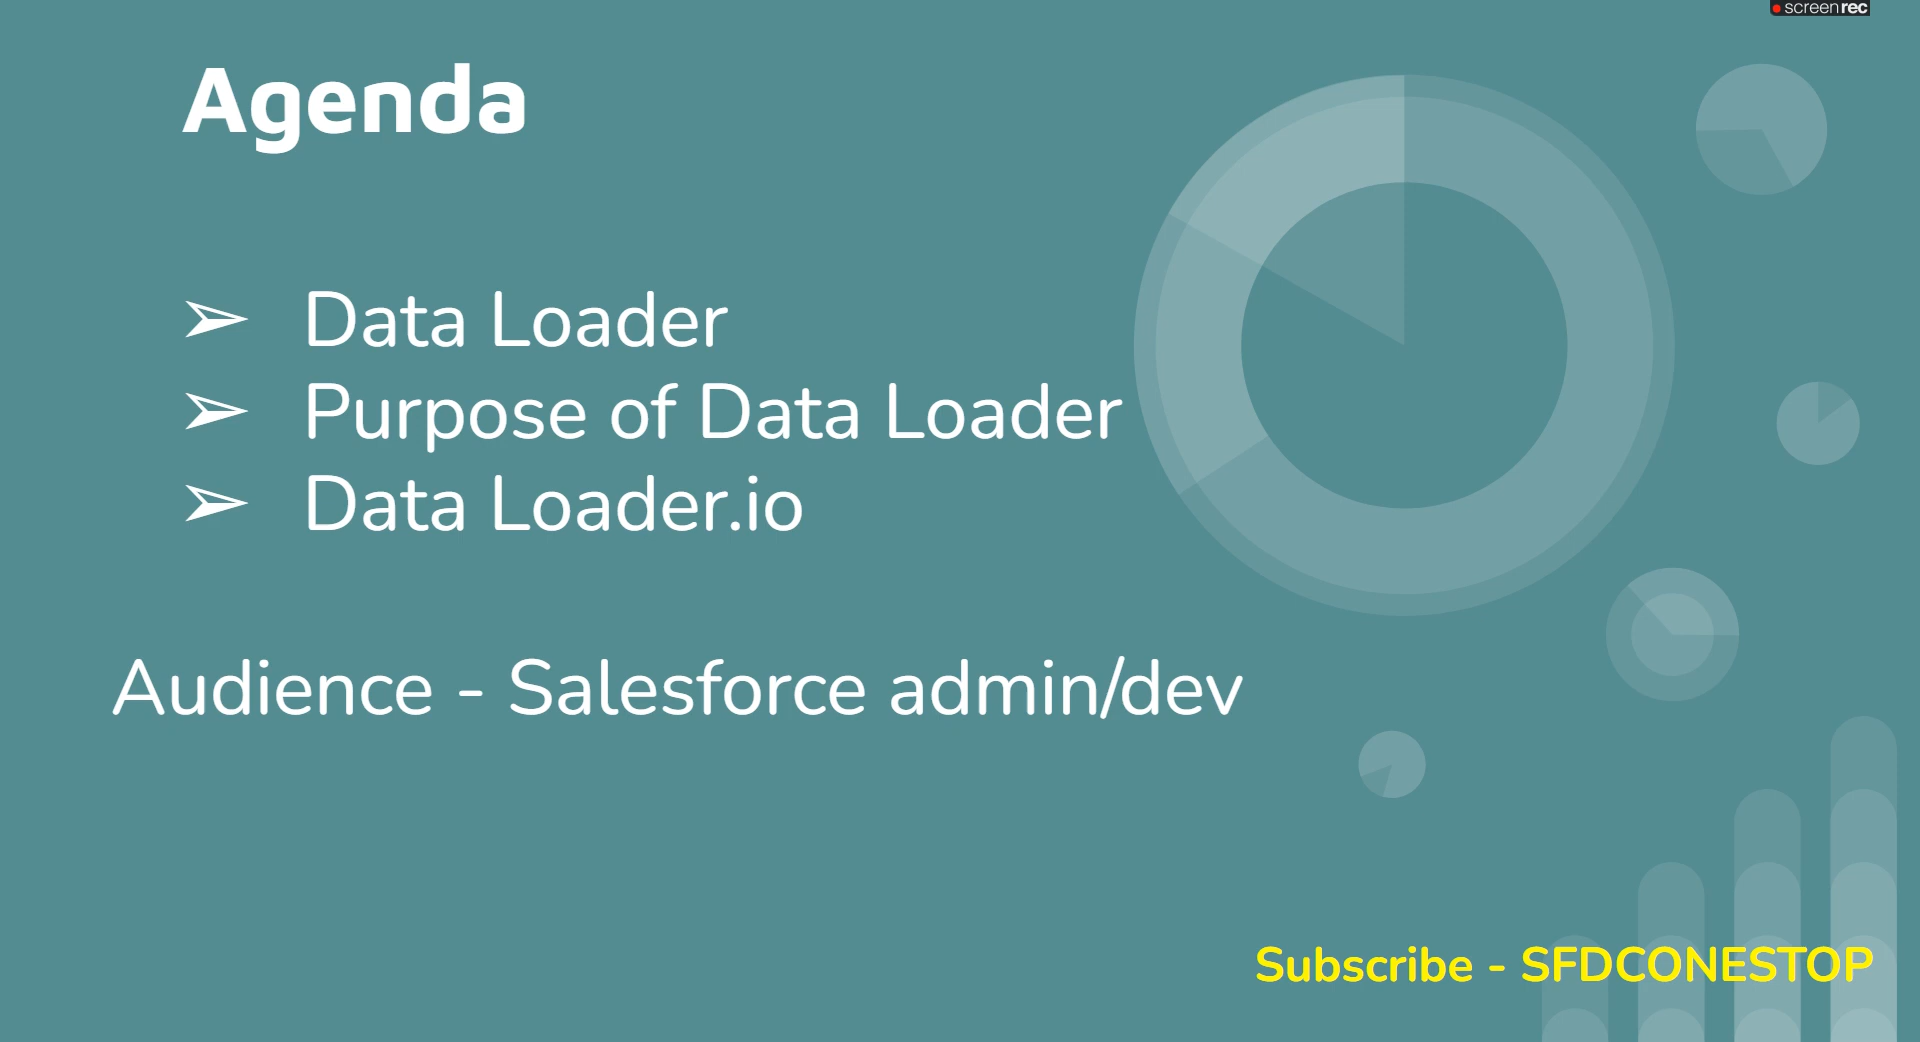 screenrec
Agenda
➢ Data Loader
➢ Purpose of Data Loader
➢ Data Loader.io
Audience - Salesforce admin/dev
Subscribe - SFDCONESTOP